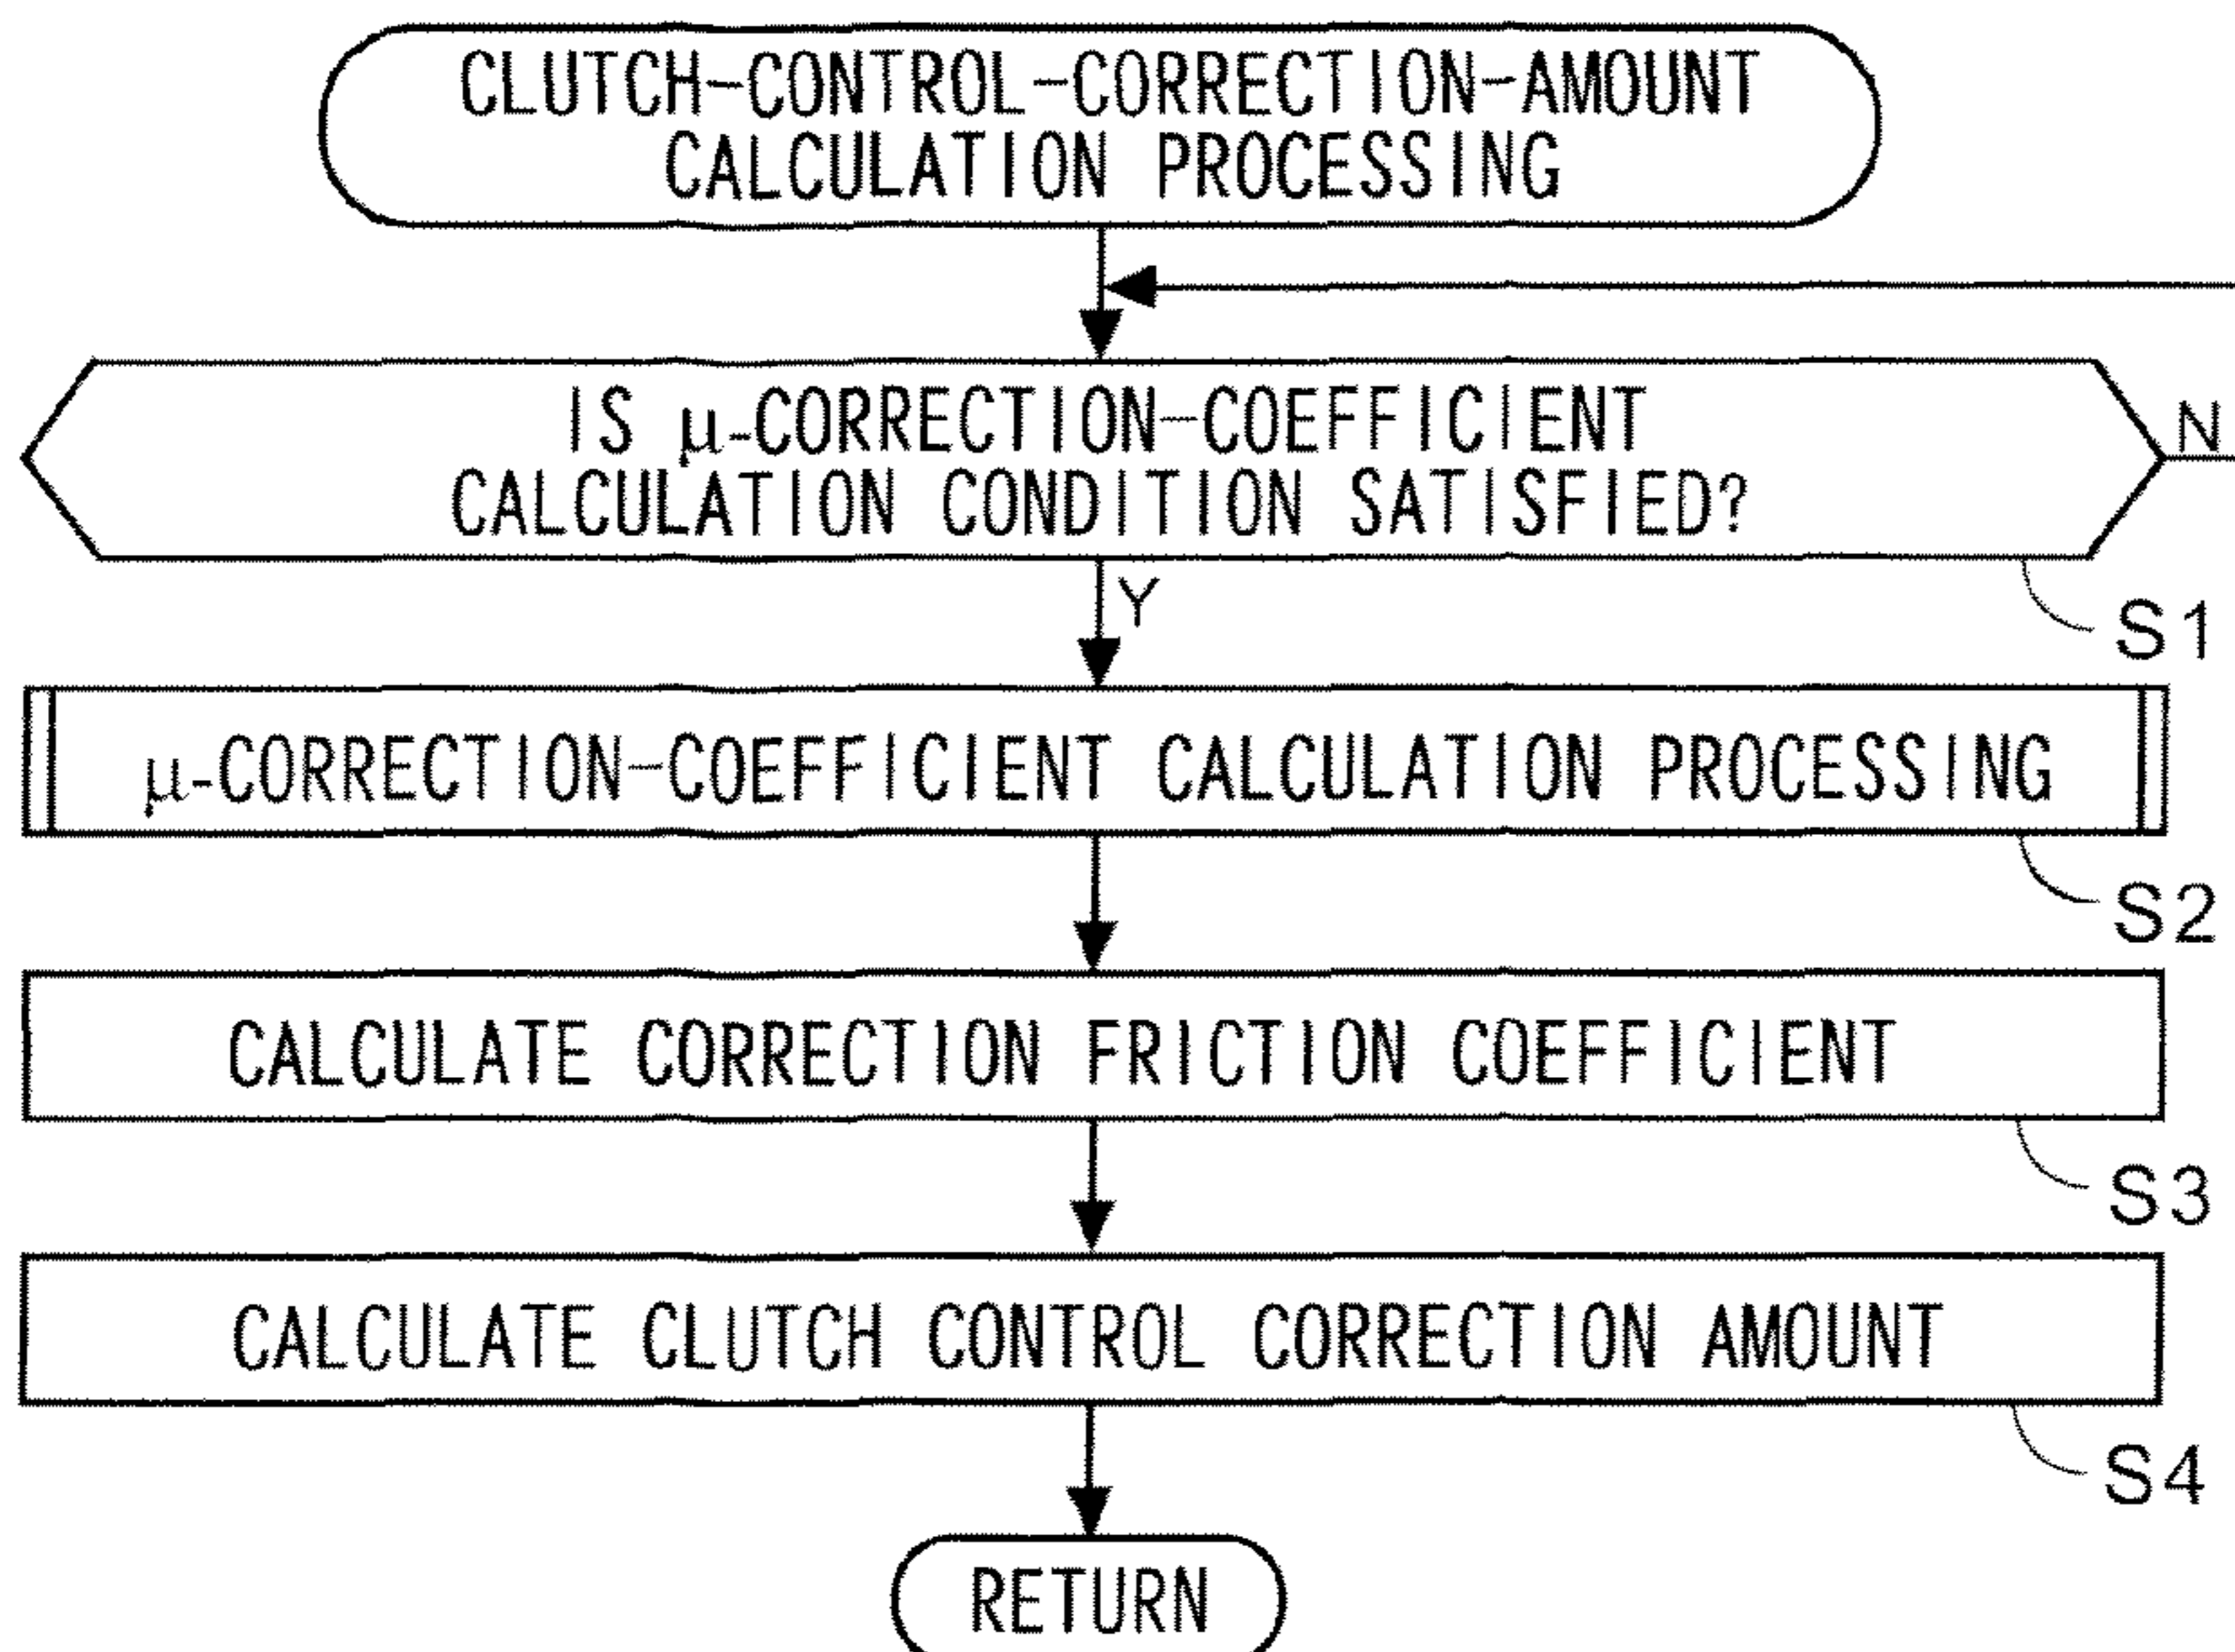 CLUTCH-CONTROL-CORRECTION-AMOUNT
CALCULATION PROCESSING
IS μ-CORRECTION-COEFFICIENT
CALCULATION CONDITION SATISFIED?
N
Y
S1
μ-CORRECTION-COEFFICIENT CALCULATION PROCESSING
S2
CALCULATE CORRECTION FRICTION COEFFICIENT
S3
CALCULATE CLUTCH CONTROL CORRECTION AMOUNT
S4
RETURN